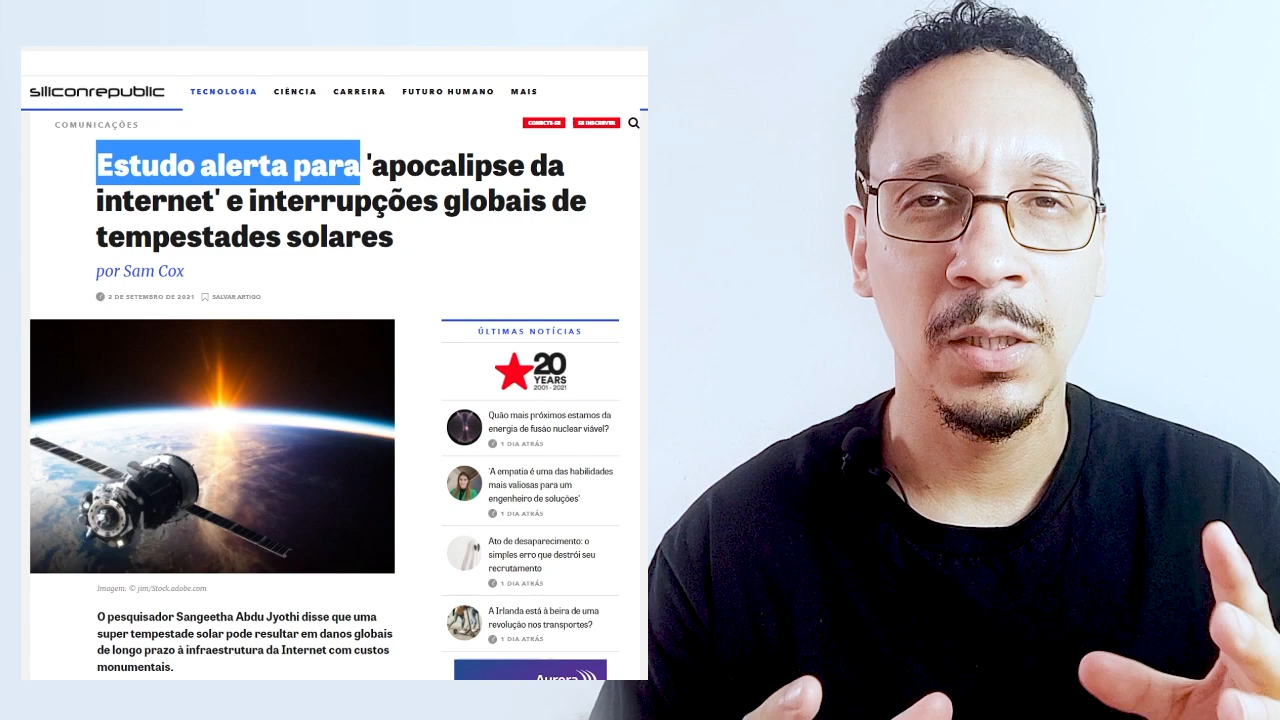 siliconrepublic
TECNOLOGIA CIÊNCIA CARREIRA FUTURO HUMANO MAIS
COMUNICAÇÕES
CONECTE-SE SE INSCREVER
Estudo alerta para 'apocalipse da
internet' e interrupções globais de
tempestades solares
por Sam Cox
2 DE SETEMBRO DE 2021 SALVAR ARTIGO
Imagem: © jim/Stock.adobe.com
O pesquisador Sangeetha Abdu Jyothi disse que uma
super tempestade solar pode resultar em danos globais
de longo prazo à infraestrutura da Internet com custos
monumentais.
ÚLTIMAS NOTÍCIAS
20
YEARS
2001 - 2021
Quão mais próximos estamos da
energia de fusão nuclear viável?
1 DIA ATRÁS
'A empatia é uma das habilidades
mais valiosas para um
engenheiro de soluções'
1 DIA ATRÁS
Ato de desaparecimento: o
simples erro que destrói seu
recrutamento
1 DIA ATRÁS
A Irlanda está à beira de uma
revolução nos transportes?
1 DIA ATRÁS
Aurora